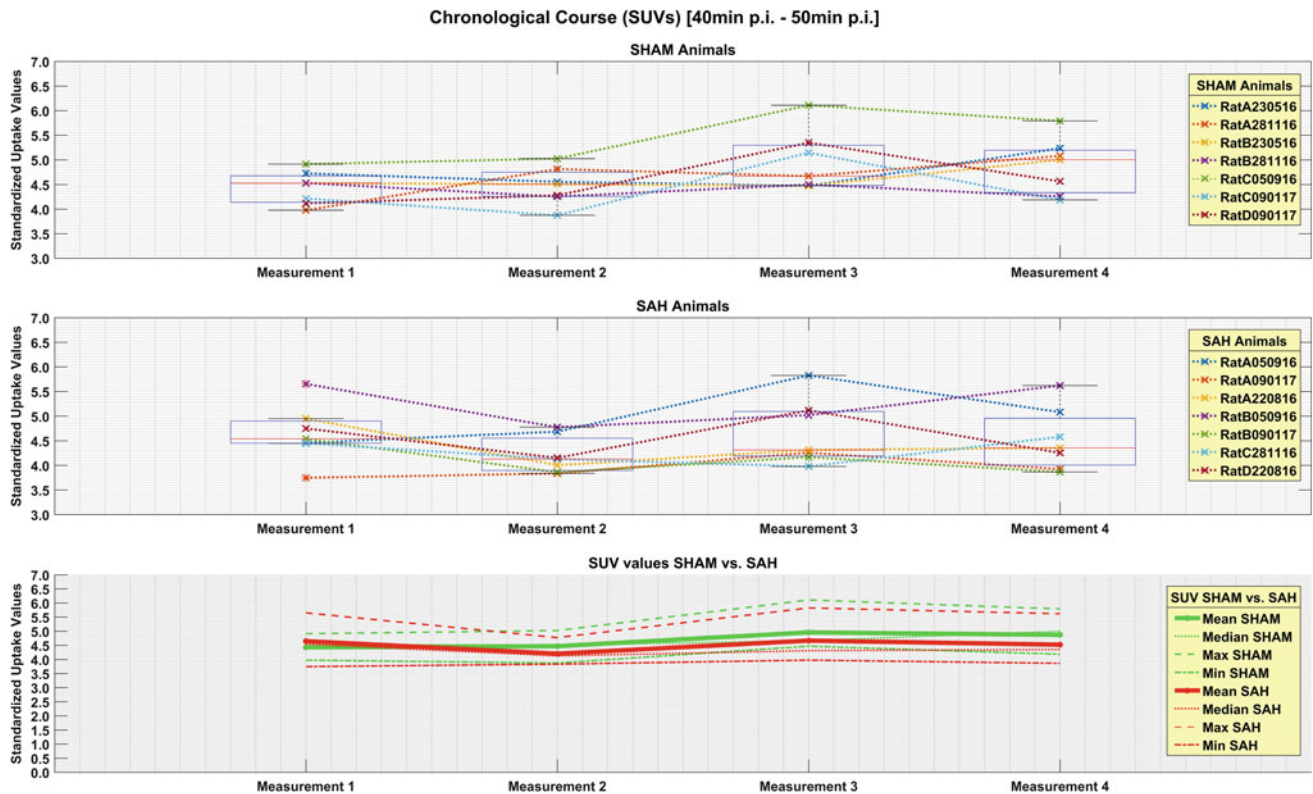 Chronological Course (SUVs) [40min p.i. - 50min p.i.]
SHAM Animals
Standardized Uptake Values
7.0
6.5
6.0
5.5
5.0
4.5
4.0
3.5
3.0
Measurement 1 Measurement 2 Measurement 3 Measurement 4
SHAM Animals
RatA230516
RatA281116
RatB230516
RatB281116
RatC050916
RatC090117
RatD090117
SAH Animals
Standardized Uptake Values
7.0
6.5
6.0
5.5
5.0
4.5
4.0
3.5
3.0
Measurement 1 Measurement 2 Measurement 3 Measurement 4
SAH Animals
RatA050916
RatA090117
RatA220816
RatB050916
RatB090117
RatC281116
RatD220816
SUV values SHAM vs. SAH
Standardized Uptake Values
7.0
6.5
6.0
5.5
5.0
4.5
4.0
3.5
3.0
2.5
2.0
1.5
1.0
0.5
0.0
Measurement 1 Measurement 2 Measurement 3 Measurement 4
SUV SHAM vs. SAH
Mean SHAM
Median SHAM
Max SHAM
Min SHAM
Mean SAH
Median SAH
Max SAH
Min SAH